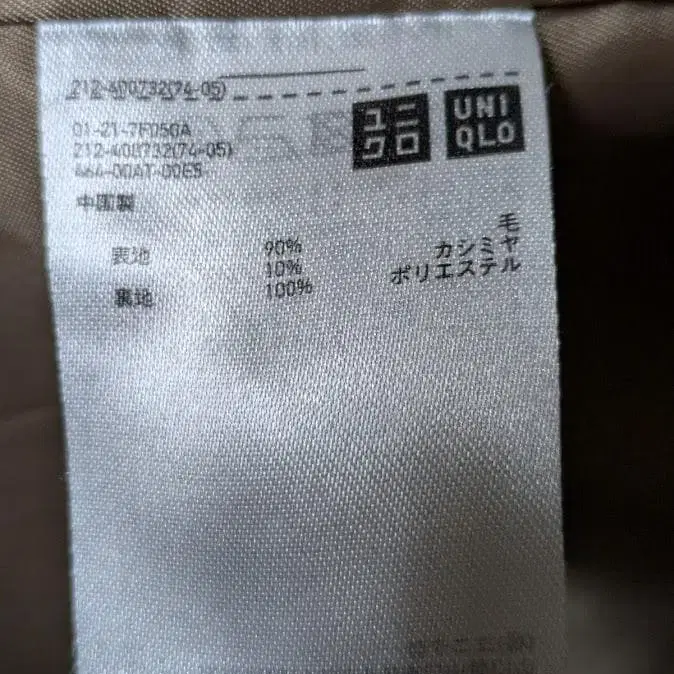 212-400732(74-05)
ユニ
クロ
UNI
QLO
01-21-7F050A
212-400732(74-05)
464-00AT-00E5
中国製
表地 90% 毛
10% カシミヤ
裏地 100% ポリエステル